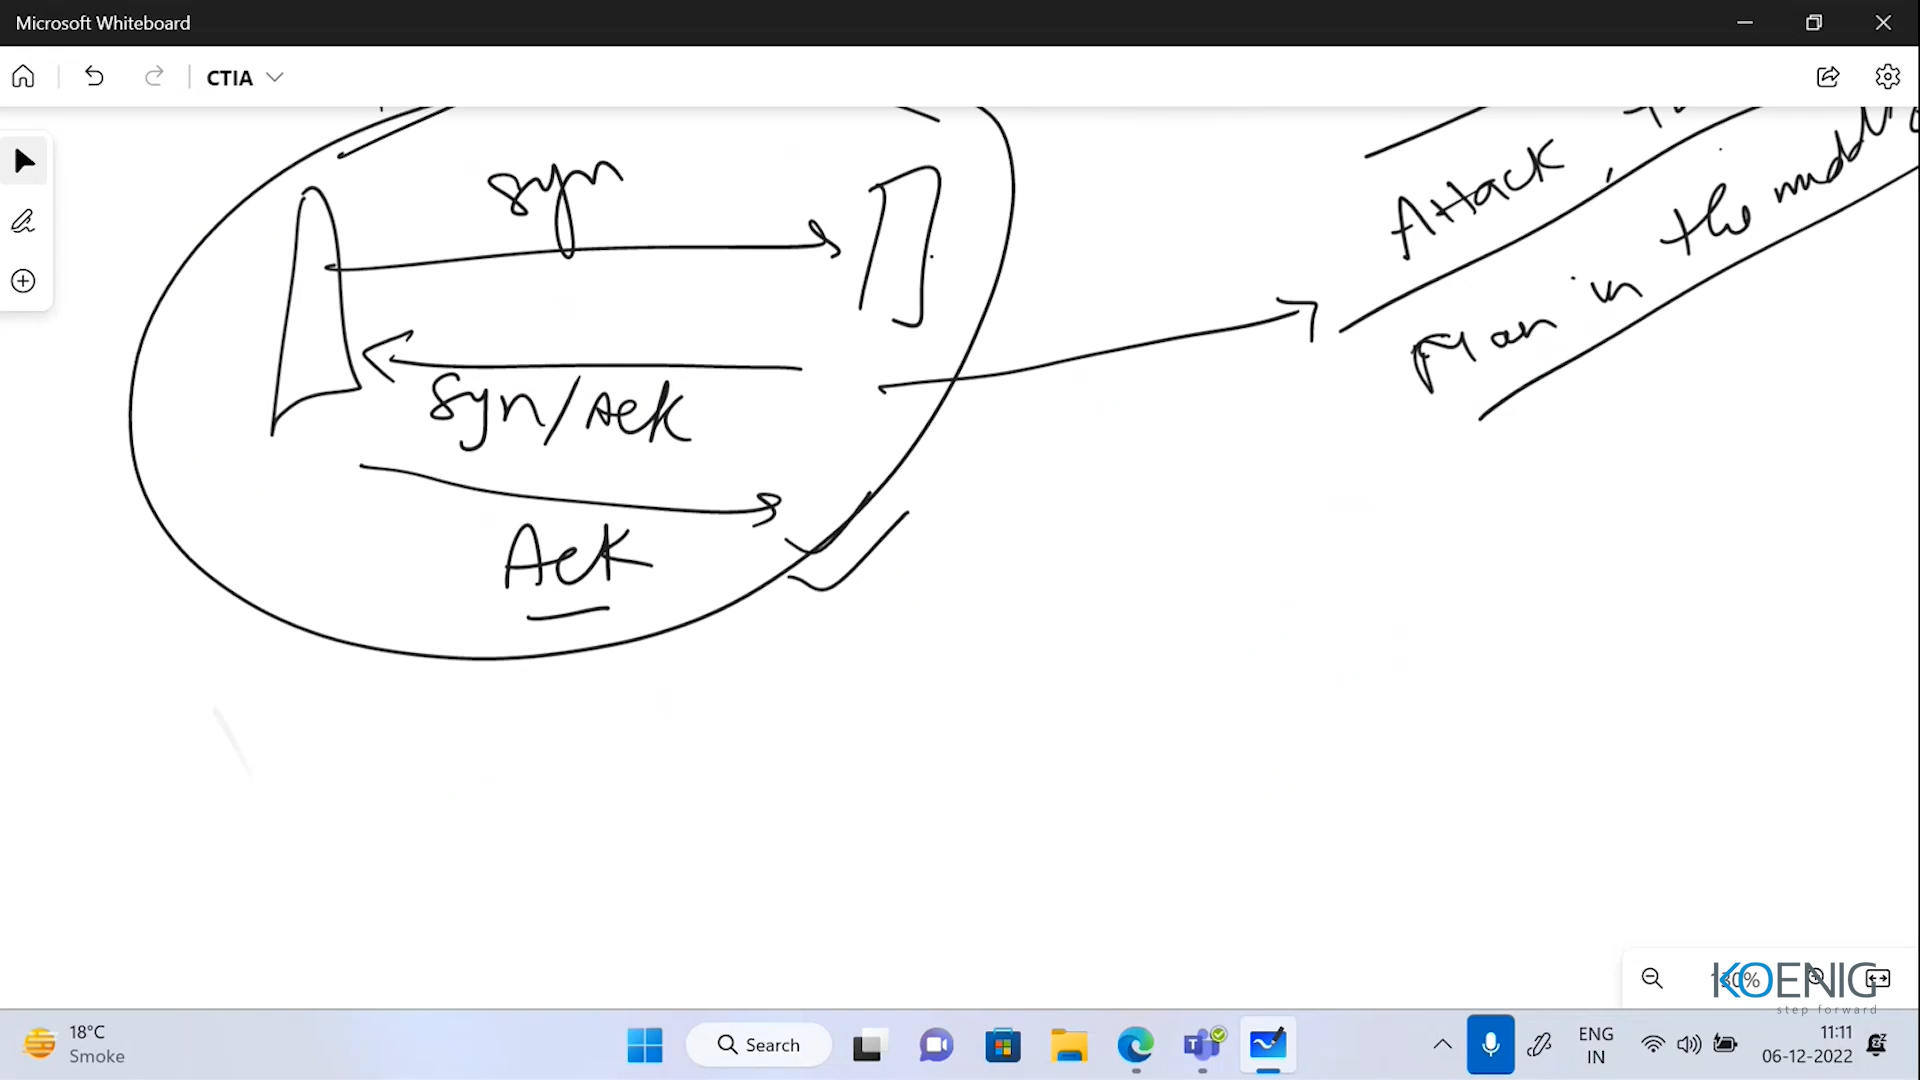 Microsoft Whiteboard
CTIA
syn
Syn/Ack
Ack
Attack,
Man in the middl
KOENIG
step forward
18°C
Smoke
Search
ENG
IN
11:11
06-12-2022